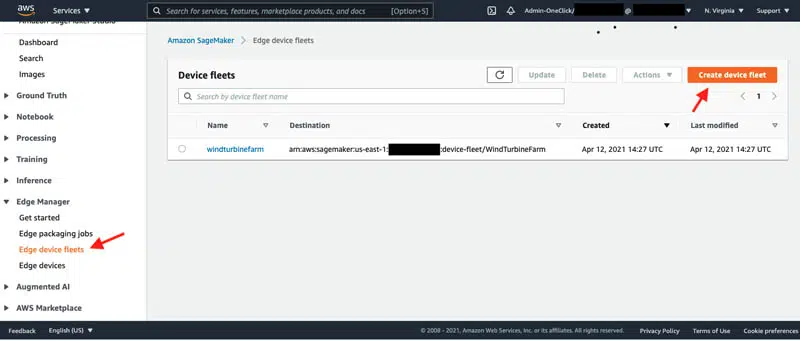 aws
Services
Search for services, features, marketplace products, and docs
[Option+S]
Admin-OneClick/
@
N. Virginia
Support
Amazon SageMaker Studio
Dashboard
Search
Images
Ground Truth
Notebook
Processing
Training
Inference
Edge Manager
Get started
Edge packaging jobs
Edge device fleets
Edge devices
Augmented AI
AWS Marketplace
Amazon SageMaker > Edge device fleets
Device fleets
Update
Delete
Actions
Create device fleet
Search by device fleet name
1
Name
Destination
Created
Last modified
windturbinefarm
arn:aws:sagemaker:us-east-1: :device-fleet/WindTurbineFarm
Apr 12, 2021 14:27 UTC
Apr 12, 2021 14:27 UTC
Feedback
English (US)
© 2008 - 2021, Amazon Web Services, Inc. or its affiliates. All rights reserved.
Privacy Policy
Terms of Use
Cookie preferences